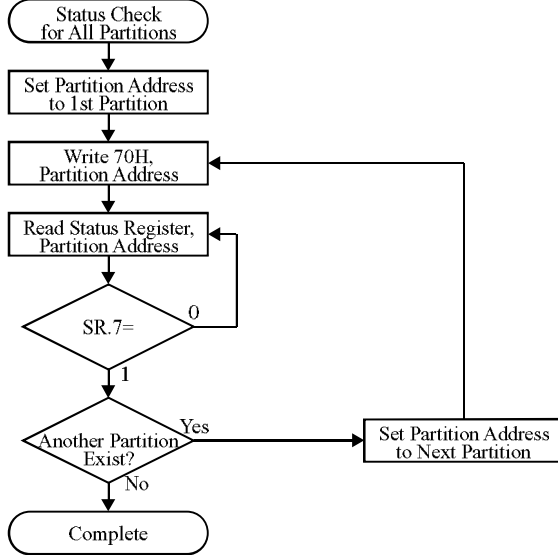 Status Check
for All Partitions
Set Partition Address
to 1st Partition
Write 70H,
Partition Address
Read Status Register,
Partition Address
0
SR.7=
1
Another Partition
Exist?
Yes
Set Partition Address
to Next Partition
No
Complete